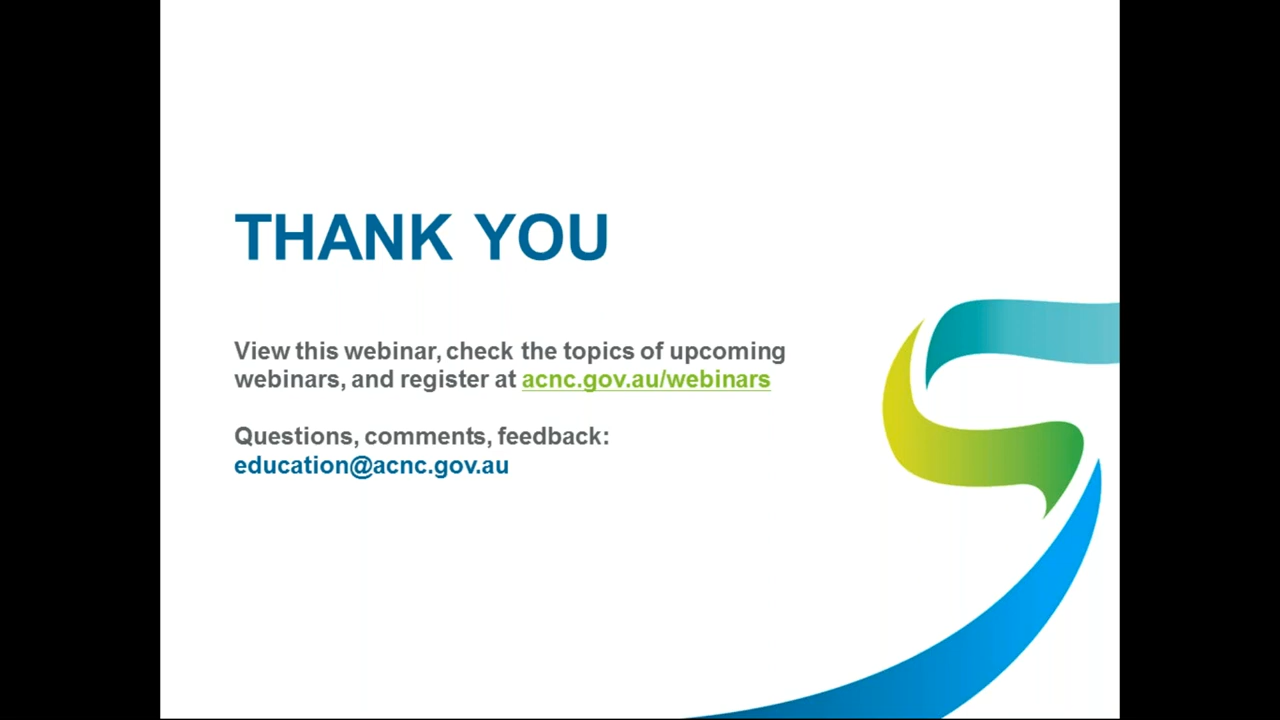 THANK YOU
View this webinar, check the topics of upcoming
webinars, and register at acnc.gov.au/webinars
Questions, comments, feedback:
education@acnc.gov.au